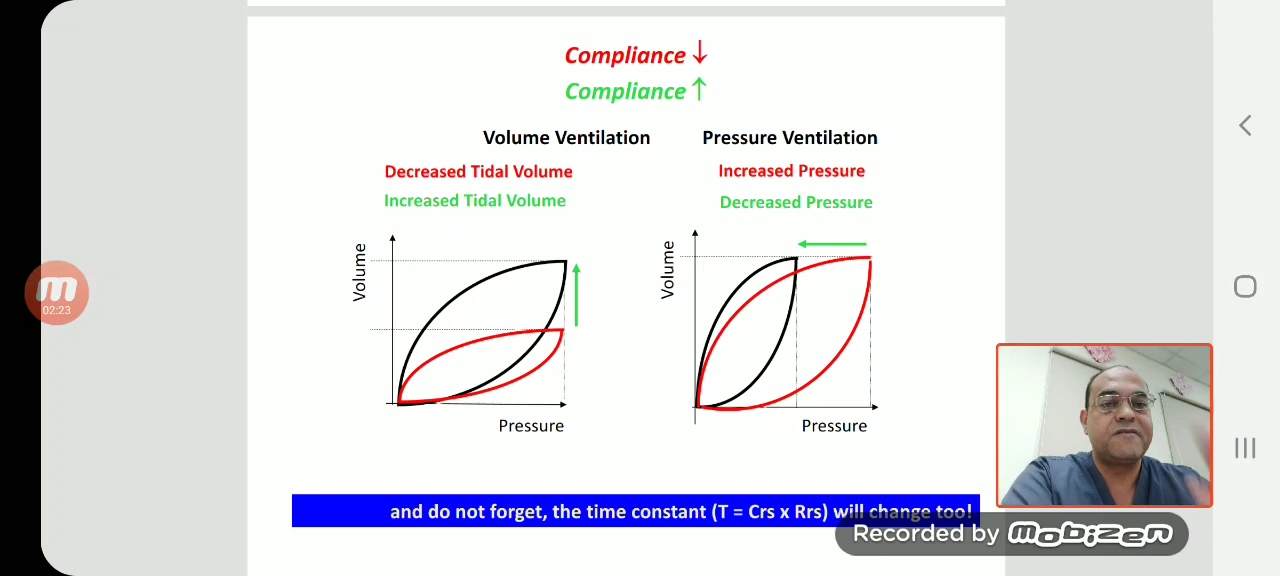 Compliance ↓
Compliance ↑
Volume Ventilation
Pressure Ventilation
Decreased Tidal Volume
Increased Tidal Volume
Increased Pressure
Decreased Pressure
Volume
Pressure
Volume
Pressure
and do not forget, the time constant (T = Crs x Rrs) will change too!
m
02:23
Recorded by mobizen